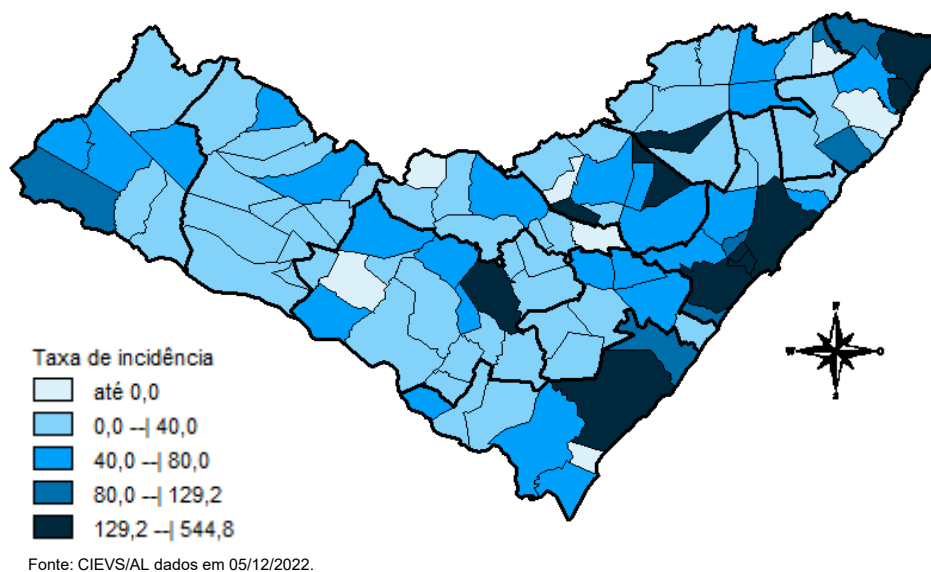 N
W
O
S
Taxa de incidência
até 0,0
0,0 --| 40,0
40,0 --| 80,0
80,0 --| 129,2
129,2 --| 544,8
Fonte: CIEVS/AL dados em 05/12/2022.